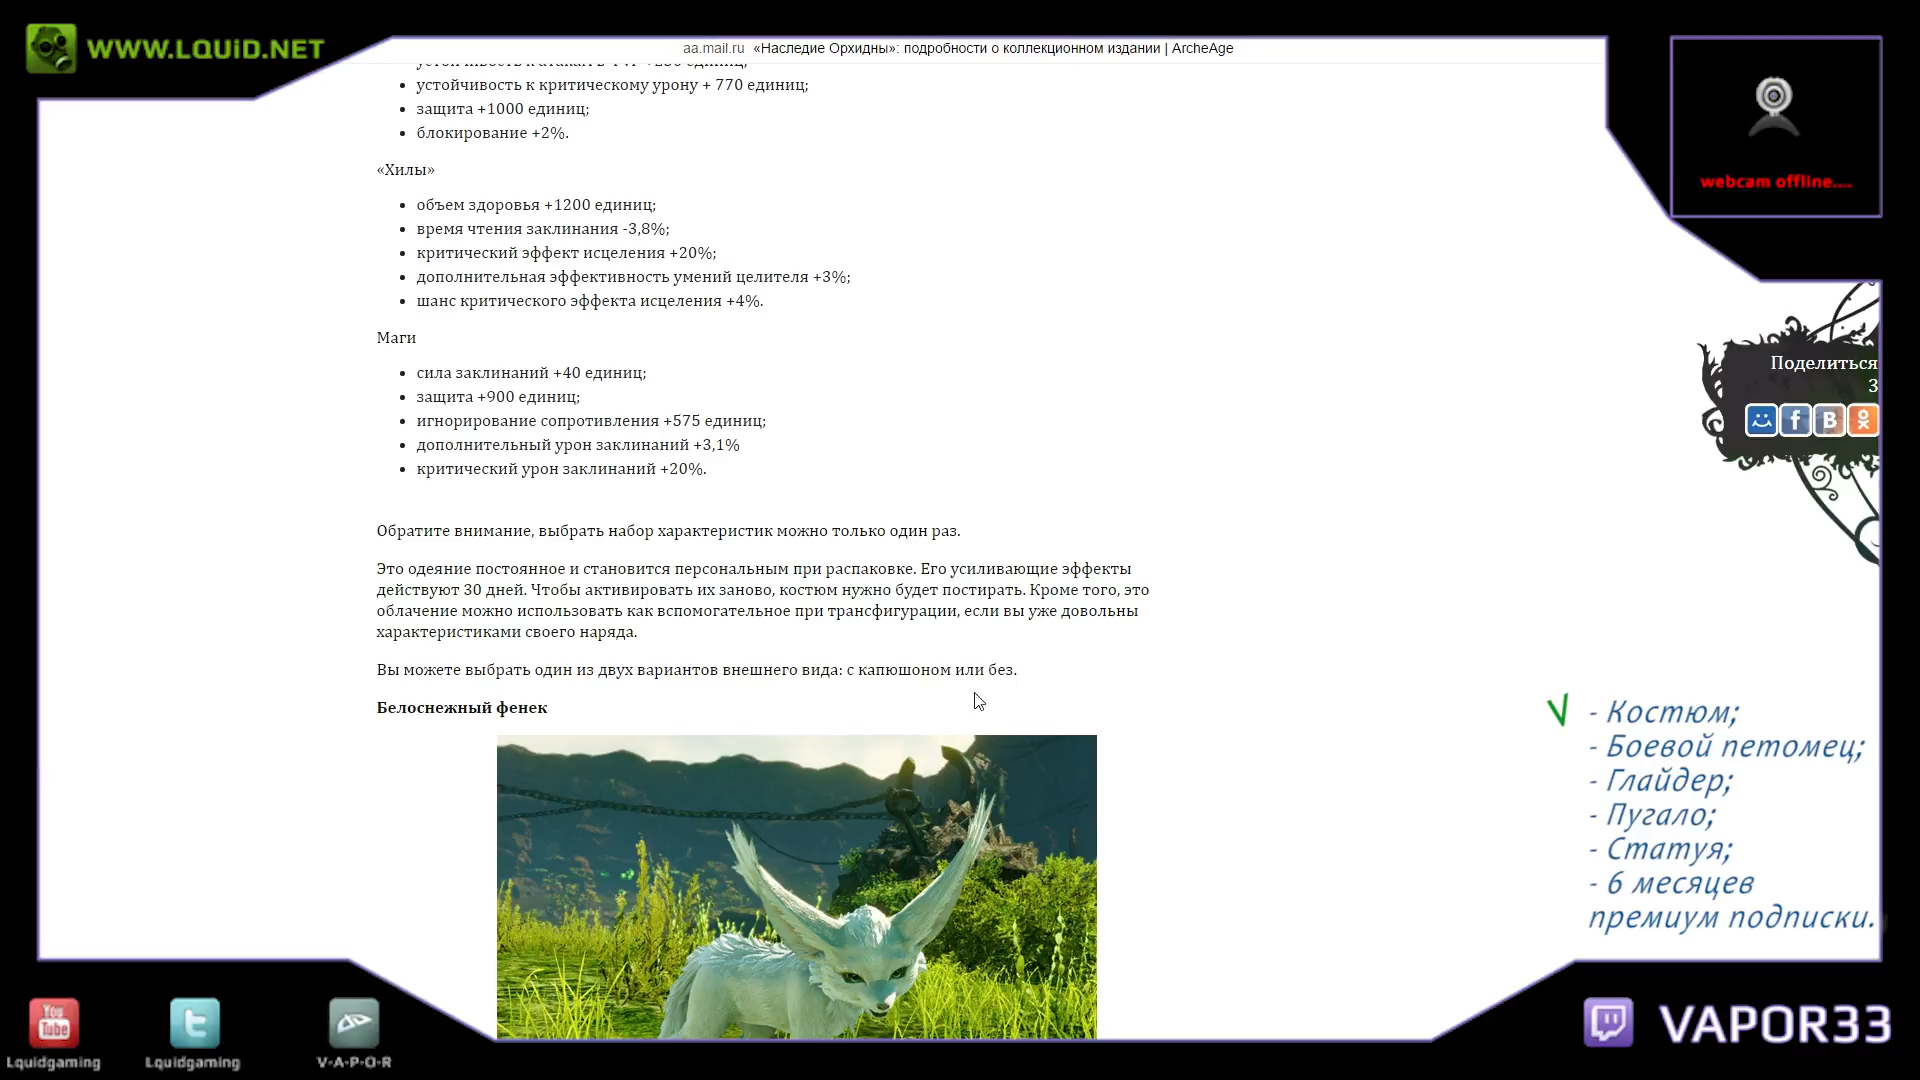 WWW.LQUiD.NET
aa.mail.ru «Наследие Орхидны»: подробности о коллекционном издании | ArcheAge
устойчивость к критическому урону + 770 единиц;
защита +1000 единиц;
блокирование +2%.
«Хилы»
объем здоровья +1200 единиц;
время чтения заклинания -3,8%;
критический эффект исцеления +20%;
дополнительная эффективность умений целителя +3%;
шанс критического эффекта исцеления +4%.
Маги
сила заклинаний +40 единиц;
защита +900 единиц;
игнорирование сопротивления +575 единиц;
дополнительный урон заклинаний +3,1%
критический урон заклинаний +20%.
Обратите внимание, выбрать набор характеристик можно только один раз.
Это одеяние постоянное и становится персональным при распаковке. Его усиливающие эффекты
действуют 30 дней. Чтобы активировать их заново, костюм нужно будет постирать. Кроме того, это
облачение можно использовать как вспомогательное при трансфигурации, если вы уже довольны
характеристиками своего наряда.
Вы можете выбрать один из двух вариантов внешнего вида: с капюшоном или без.
Белоснежный фенек
webcam offline....
Поделиться
3
- Костюм;
- Боевой петомец;
- Глайдер;
- Пугало;
- Статуя;
- 6 месяцев
премиум подписки.
You
Tube
Lquidgaming
Lquidgaming
V-A-P-O-R
VAPOR33